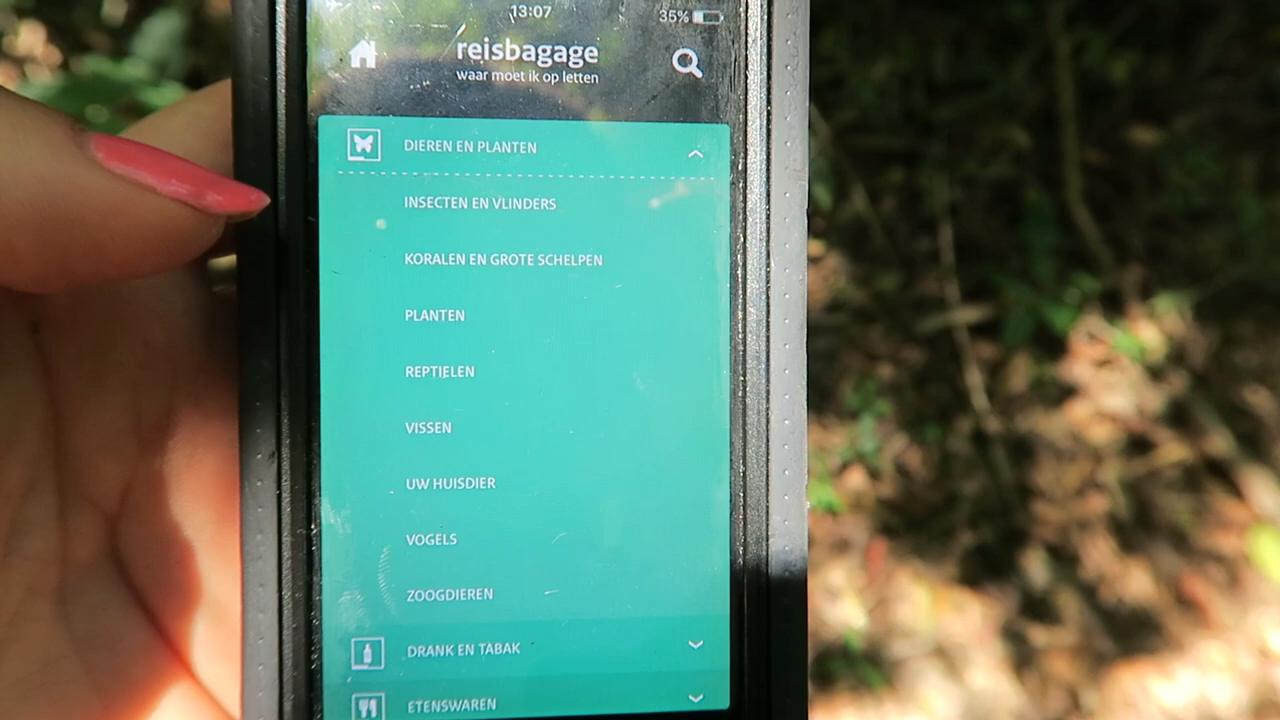 13:07
35%
reisbagage
waar moet ik op letten
DIEREN EN PLANTEN
INSECTEN EN VLINDERS
KORALEN EN GROTE SCHELPEN
PLANTEN
REPTIELEN
VISSEN
UW HUISDIER
VOGELS
ZOOGDIEREN
DRANK EN TABAK
ETENSWAREN